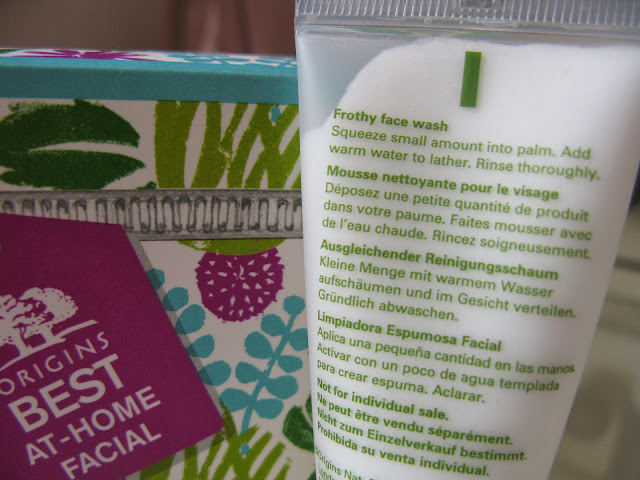 Frothy face wash
Squeeze small amount into palm. Add
warm water to lather. Rinse thoroughly.
Mousse nettoyante pour le visage
Déposez une petite quantité de produit
dans votre paume. Faites mousser avec
de l'eau chaude. Rincez soigneusement.
Ausgleichender Reinigungsschaum
Kleine Menge mit warmem Wasser
aufschäumen und im Gesicht verteilen.
Gründlich abwaschen.
Limpiadora Espumosa Facial
Aplica una pequeña cantidad en las manos.
Activar con un poco de agua templada
para crear espuma. Aclarar.
Not for individual sale.
Ne peut être vendu séparément.
Nicht zum Einzelverkauf bestimmt.
Prohibida su venta individual.
ORIGINS
BEST
AT-HOME
FACIAL